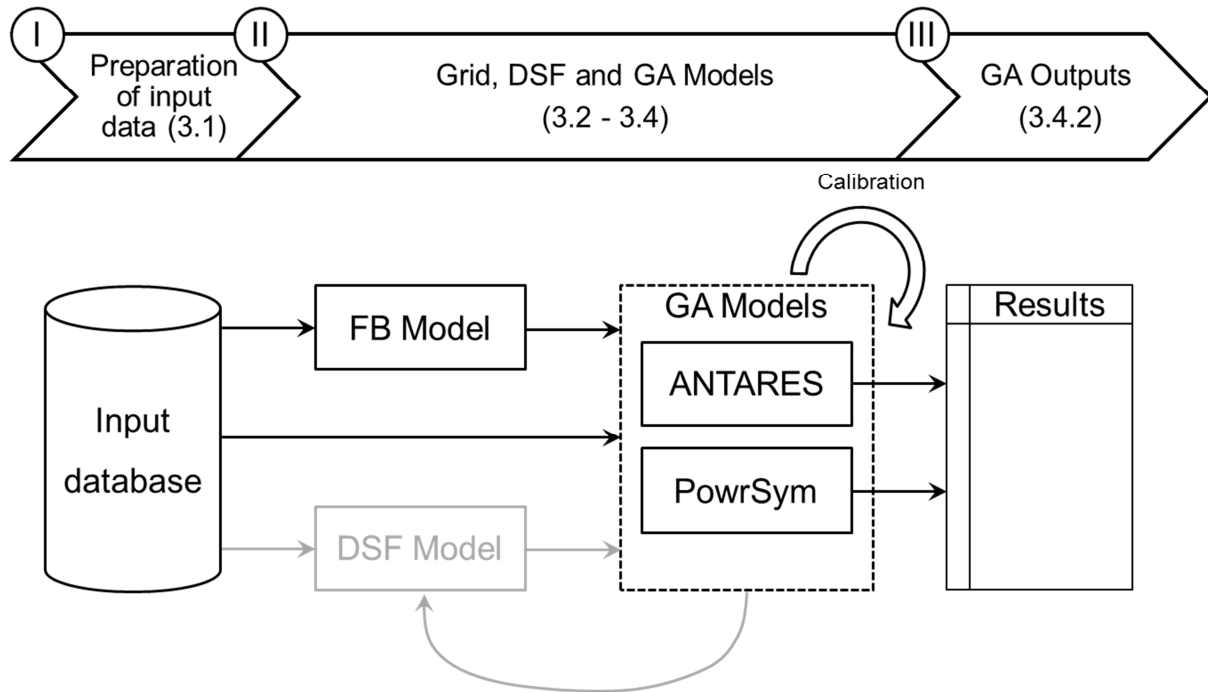 I
II
III
Preparation
of input
data (3.1)
Grid, DSF and GA Models
(3.2 - 3.4)
GA Outputs
(3.4.2)
Calibration
Input
database
FB Model
DSF Model
GA Models
ANTARES
PowrSym
Results